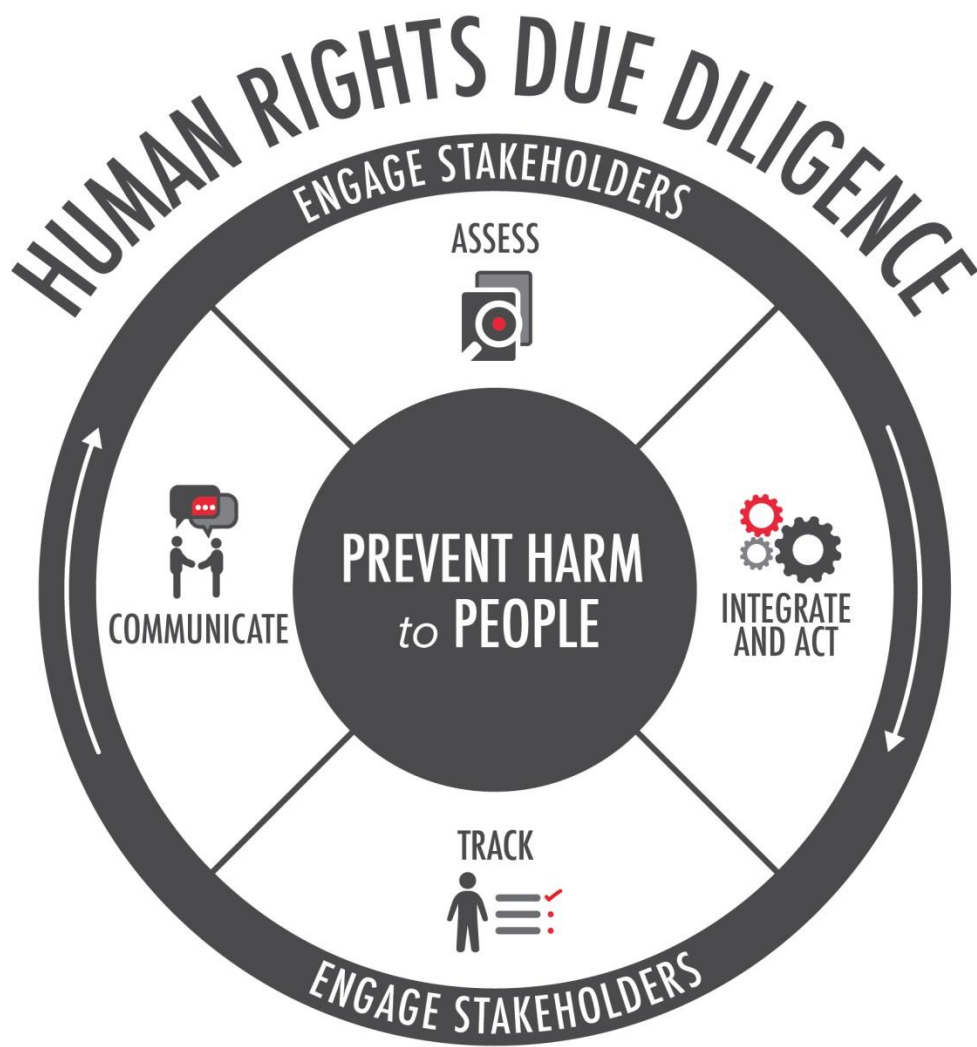 HUMAN RIGHTS DUE DILIGENCE
ENGAGE STAKEHOLDERS
ASSESS
PREVENT HARM
to PEOPLE
INTEGRATE
AND ACT
COMMUNICATE
TRACK
ENGAGE STAKEHOLDERS